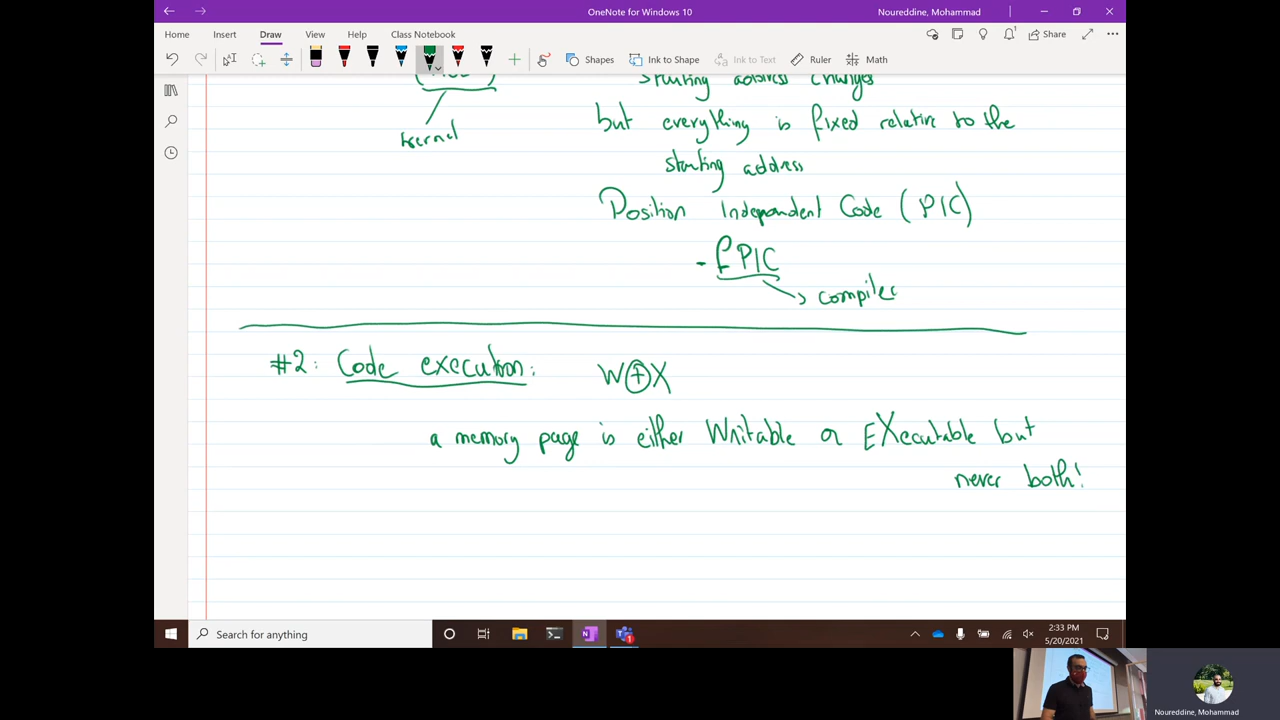 OneNote for Windows 10
Noureddine, Mohammad
Home Insert Draw View Help Class Notebook
Share
Shapes Ink to Shape Ink to Text Ruler Math
starting address changes
kernel
but everything is fixed relative to the
starting address
Position Independent Code (PIC)
- fPIC
compiler
#2: Code execution: W⊕X
a memory page is either Writable or EXecutable but
never both!
Search for anything
2:33 PM
5/20/2021
Noureddine, Mohammad